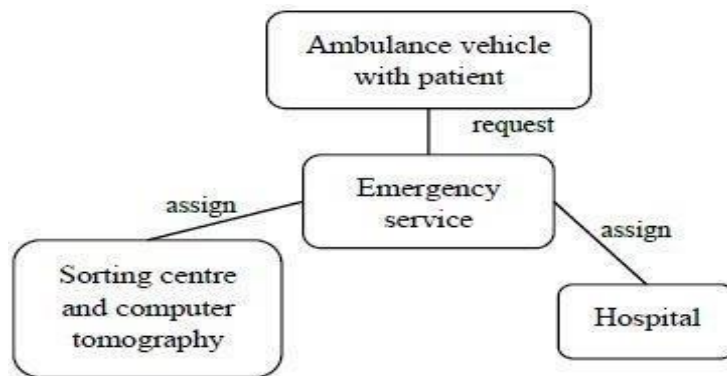 Ambulance vehicle
with patient
request
Emergency
service
assign
assign
Sorting centre
and computer
tomography
Hospital